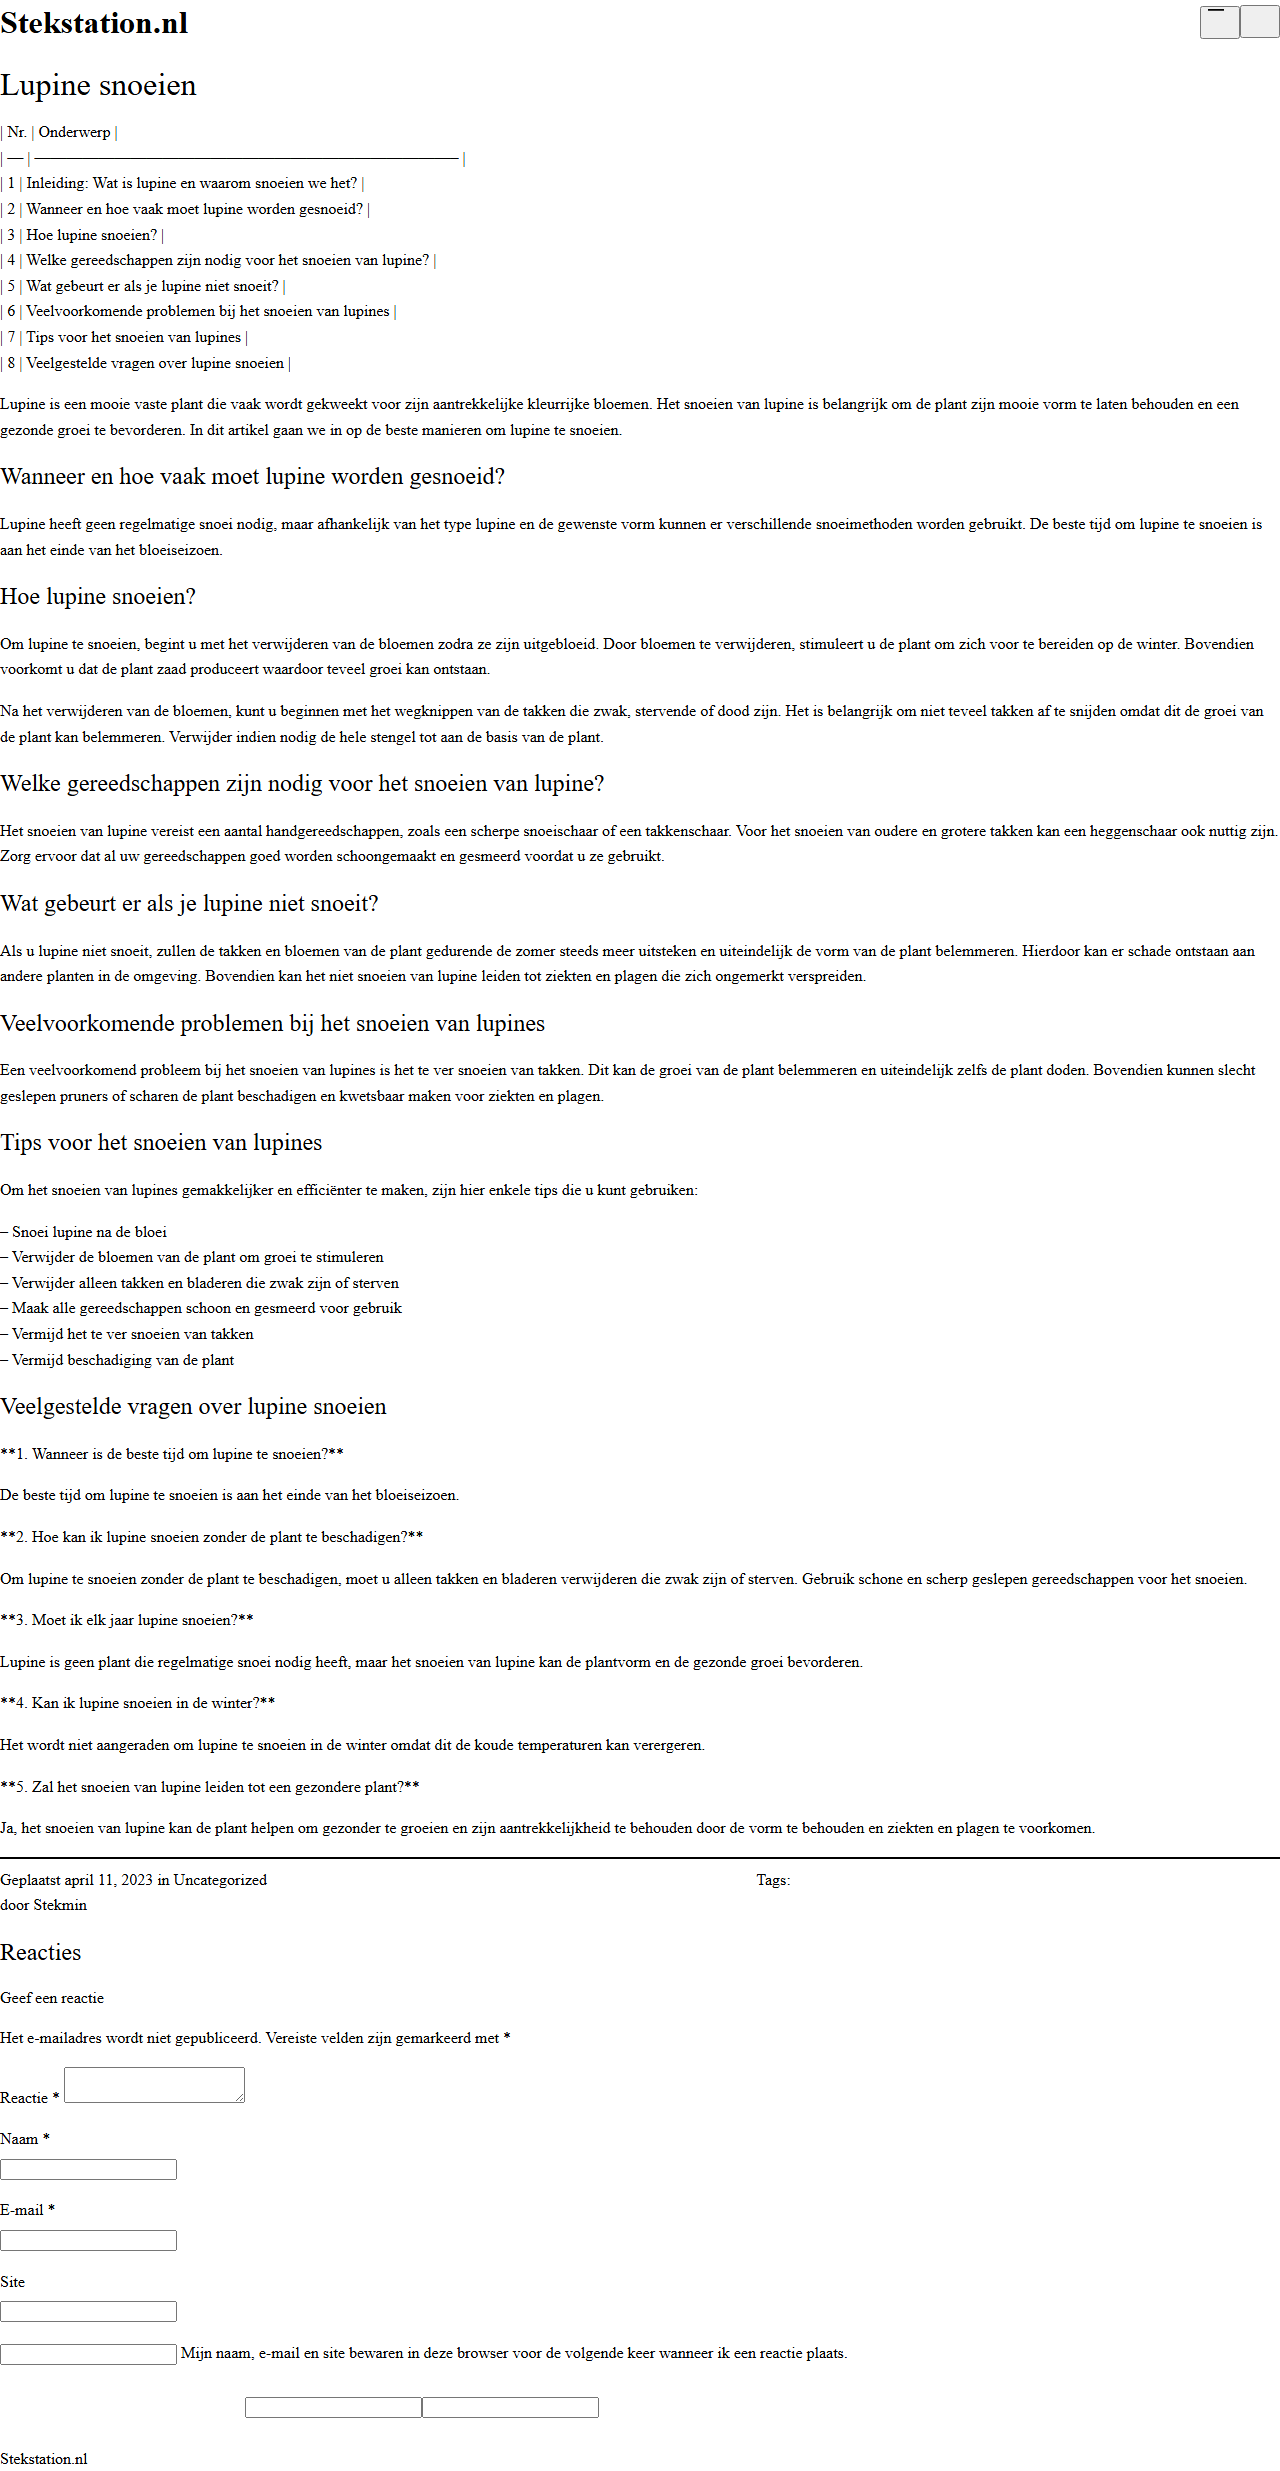 Stekstation.nl
Lupine snoeien
| Nr. | Onderwerp |
| — | ——————————————————————————– |
| 1 | Inleiding: Wat is lupine en waarom snoeien we het? |
| 2 | Wanneer en hoe vaak moet lupine worden gesnoeid? |
| 3 | Hoe lupine snoeien? |
| 4 | Welke gereedschappen zijn nodig voor het snoeien van lupine? |
| 5 | Wat gebeurt er als je lupine niet snoeit? |
| 6 | Veelvoorkomende problemen bij het snoeien van lupines |
| 7 | Tips voor het snoeien van lupines |
| 8 | Veelgestelde vragen over lupine snoeien |
Lupine is een mooie vaste plant die vaak wordt gekweekt voor zijn aantrekkelijke kleurrijke bloemen. Het snoeien van lupine is belangrijk om de plant zijn mooie vorm te laten behouden en een
gezonde groei te bevorderen. In dit artikel gaan we in op de beste manieren om lupine te snoeien.
Wanneer en hoe vaak moet lupine worden gesnoeid?
Lupine heeft geen regelmatige snoei nodig, maar afhankelijk van het type lupine en de gewenste vorm kunnen er verschillende snoeimethoden worden gebruikt. De beste tijd om lupine te snoeien is
aan het einde van het bloeiseizoen.
Hoe lupine snoeien?
Om lupine te snoeien, begint u met het verwijderen van de bloemen zodra ze zijn uitgebloeid. Door bloemen te verwijderen, stimuleert u de plant om zich voor te bereiden op de winter. Bovendien
voorkomt u dat de plant zaad produceert waardoor teveel groei kan ontstaan.
Na het verwijderen van de bloemen, kunt u beginnen met het wegknippen van de takken die zwak, stervende of dood zijn. Het is belangrijk om niet teveel takken af te snijden omdat dit de groei van
de plant kan belemmeren. Verwijder indien nodig de hele stengel tot aan de basis van de plant.
Welke gereedschappen zijn nodig voor het snoeien van lupine?
Het snoeien van lupine vereist een aantal handgereedschappen, zoals een scherpe snoeischaar of een takkenschaar. Voor het snoeien van oudere en grotere takken kan een heggenschaar ook nuttig zijn.
Zorg ervoor dat al uw gereedschappen goed worden schoongemaakt en gesmeerd voordat u ze gebruikt.
Wat gebeurt er als je lupine niet snoeit?
Als u lupine niet snoeit, zullen de takken en bloemen van de plant gedurende de zomer steeds meer uitsteken en uiteindelijk de vorm van de plant belemmeren. Hierdoor kan er schade ontstaan aan
andere planten in de omgeving. Bovendien kan het niet snoeien van lupine leiden tot ziekten en plagen die zich ongemerkt verspreiden.
Veelvoorkomende problemen bij het snoeien van lupines
Een veelvoorkomend probleem bij het snoeien van lupines is het te ver snoeien van takken. Dit kan de groei van de plant belemmeren en uiteindelijk zelfs de plant doden. Bovendien kunnen slecht
geslepen pruners of scharen de plant beschadigen en kwetsbaar maken voor ziekten en plagen.
Tips voor het snoeien van lupines
Om het snoeien van lupines gemakkelijker en efficiënter te maken, zijn hier enkele tips die u kunt gebruiken:
– Snoei lupine na de bloei
– Verwijder de bloemen van de plant om groei te stimuleren
– Verwijder alleen takken en bladeren die zwak zijn of sterven
– Maak alle gereedschappen schoon en gesmeerd voor gebruik
– Vermijd het te ver snoeien van takken
– Vermijd beschadiging van de plant
Veelgestelde vragen over lupine snoeien
**1. Wanneer is de beste tijd om lupine te snoeien?**
De beste tijd om lupine te snoeien is aan het einde van het bloeiseizoen.
**2. Hoe kan ik lupine snoeien zonder de plant te beschadigen?**
Om lupine te snoeien zonder de plant te beschadigen, moet u alleen takken en bladeren verwijderen die zwak zijn of sterven. Gebruik schone en scherp geslepen gereedschappen voor het snoeien.
**3. Moet ik elk jaar lupine snoeien?**
Lupine is geen plant die regelmatige snoei nodig heeft, maar het snoeien van lupine kan de plantvorm en de gezonde groei bevorderen.
**4. Kan ik lupine snoeien in de winter?**
Het wordt niet aangeraden om lupine te snoeien in de winter omdat dit de koude temperaturen kan verergeren.
**5. Zal het snoeien van lupine leiden tot een gezondere plant?**
Ja, het snoeien van lupine kan de plant helpen om gezonder te groeien en zijn aantrekkelijkheid te behouden door de vorm te behouden en ziekten en plagen te voorkomen.
Geplaatst april 11, 2023 in Uncategorized
door Stekmin
Tags:
Reacties
Geef een reactie
Het e-mailadres wordt niet gepubliceerd. Vereiste velden zijn gemarkeerd met *
Reactie *
Naam *
E-mail *
Site
Mijn naam, e-mail en site bewaren in deze browser voor de volgende keer wanneer ik een reactie plaats.
Stekstation.nl